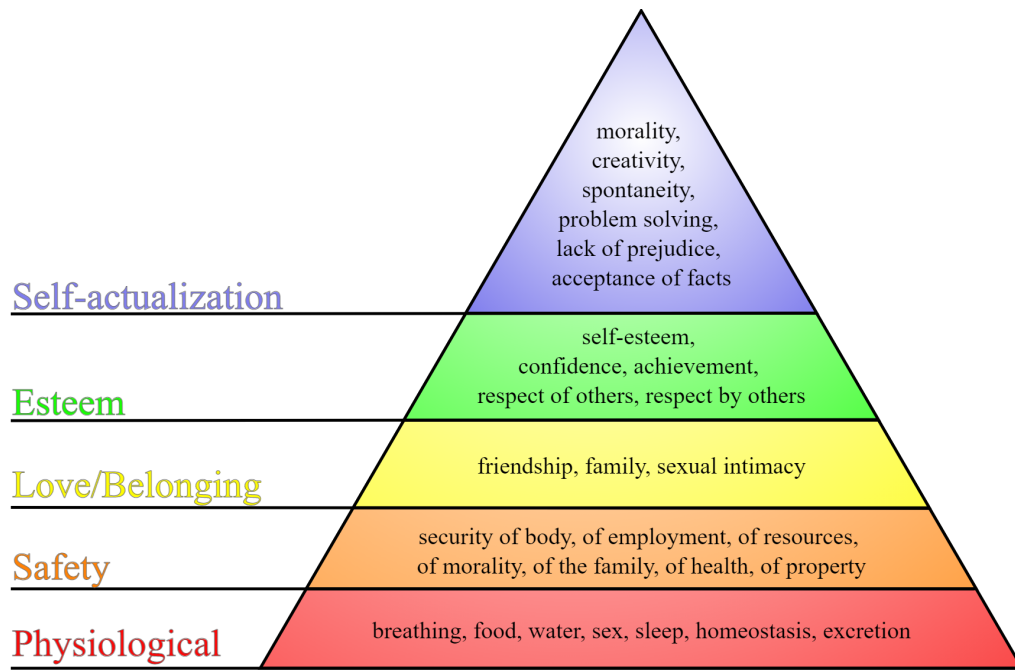 morality,
creativity,
spontaneity,
problem solving,
lack of prejudice,
acceptance of facts
Self-actualization
self-esteem,
confidence, achievement,
respect of others, respect by others
Esteem
friendship, family, sexual intimacy
Love/Belonging
security of body, of employment, of resources,
of morality, of the family, of health, of property
Safety
breathing, food, water, sex, sleep, homeostasis, excretion
Physiological